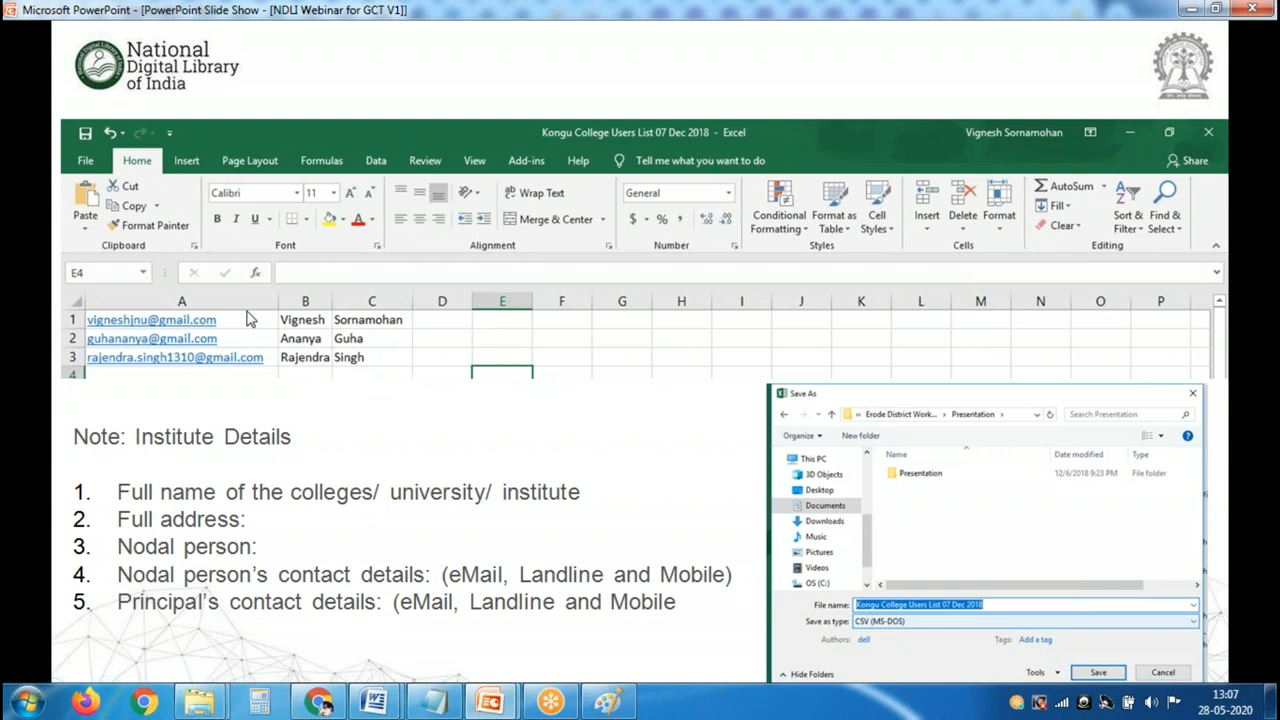 Microsoft PowerPoint - [PowerPoint Slide Show - [NDLI Webinar for GCT V1]]
National
Digital Library
of India
Kongu College Users List 07 Dec 2018 - Excel
Vignesh Sornamohan
File Home Insert Page Layout Formulas Data Review View Add-ins Help Tell me what you want to do Share
Paste
Cut
Copy
Format Painter
Clipboard
Calibri 11
B I U
Font
Wrap Text
Merge & Center
Alignment
General
$ % ,
Number
Conditional Formatting
Format as Table
Cell Styles
Styles
Insert Delete Format
Cells
AutoSum
Fill
Clear
Sort & Filter
Find & Select
Editing
E4
fx
A B C D E F G H I J K L M N O P
1 vigneshjnu@gmail.com Vignesh Sornamohan
2 guhananya@gmail.com Ananya Guha
3 rajendra.singh1310@gmail.com Rajendra Singh
4
Note: Institute Details
1. Full name of the colleges/ university/ institute
2. Full address:
3. Nodal person:
4. Nodal person's contact details: (eMail, Landline and Mobile)
5. Principal's contact details: (eMail, Landline and Mobile
Save As
« Erode District Work... › Presentation ›
Search Presentation
Organize New folder
This PC
3D Objects
Desktop
Documents
Downloads
Music
Pictures
Videos
OS (C:)
Name Date modified Type
Presentation 12/6/2018 9:23 PM File folder
File name: Kongu College Users List 07 Dec 2018
Save as type: CSV (MS-DOS)
Authors: dell Tags: Add a tag
Hide Folders Tools Save Cancel
13:07
28-05-2020